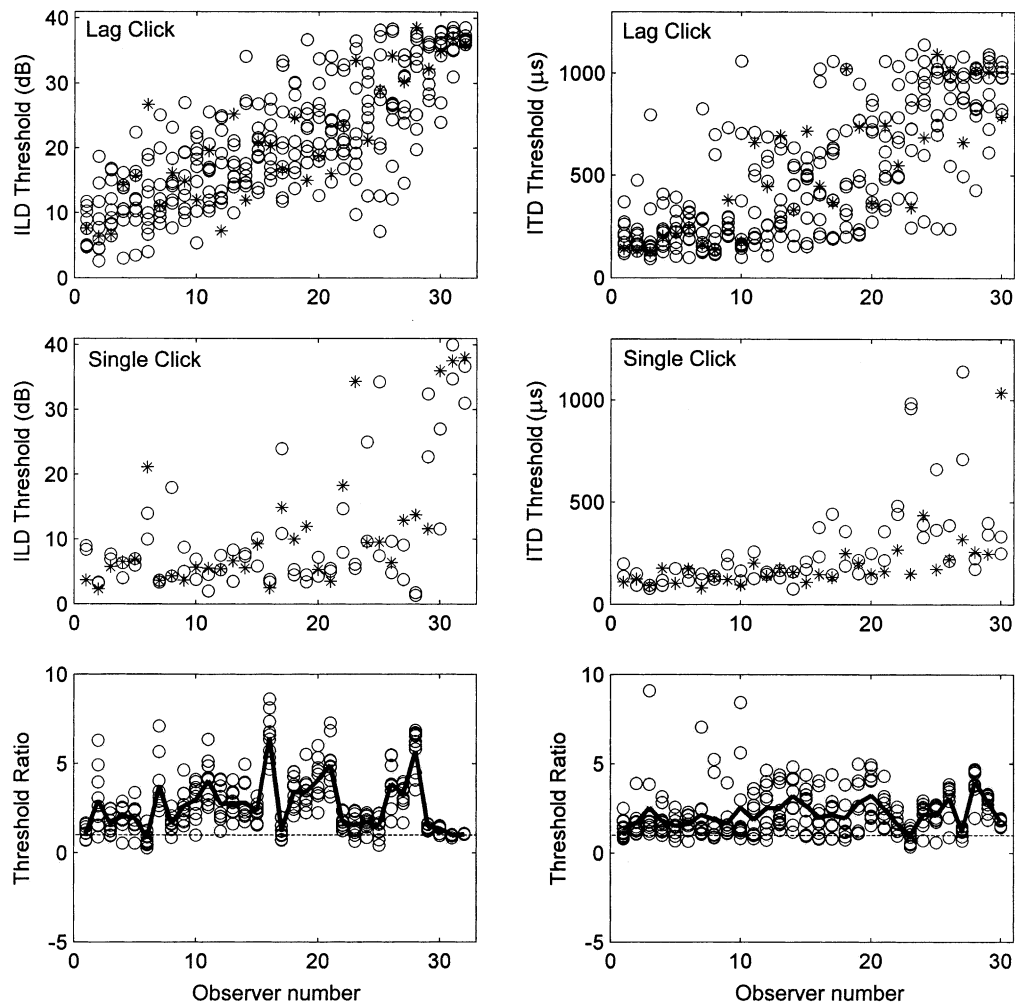 Lag Click
ILD Threshold (dB)
40
30
20
10
0
0 10 20 30
Lag Click
ITD Threshold (µs)
1000
500
0
0 10 20 30
Single Click
ILD Threshold (dB)
40
30
20
10
0
0 10 20 30
Single Click
ITD Threshold (µs)
1000
500
0
0 10 20 30
Threshold Ratio
10
5
0
-5
0 10 20 30
Observer number
Threshold Ratio
10
5
0
-5
0 10 20 30
Observer number